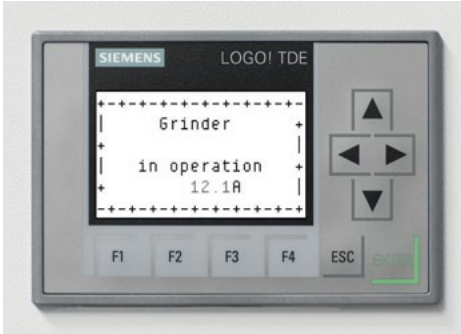 SIEMENS LOGO! TDE
+-+-+-+-+-+-+-+-+-+-
| Grinder +
+ |
| in operation +
+ 12.1A |
-+-+-+-+-+-+-+-+-+-+
F1 F2 F3 F4 ESC